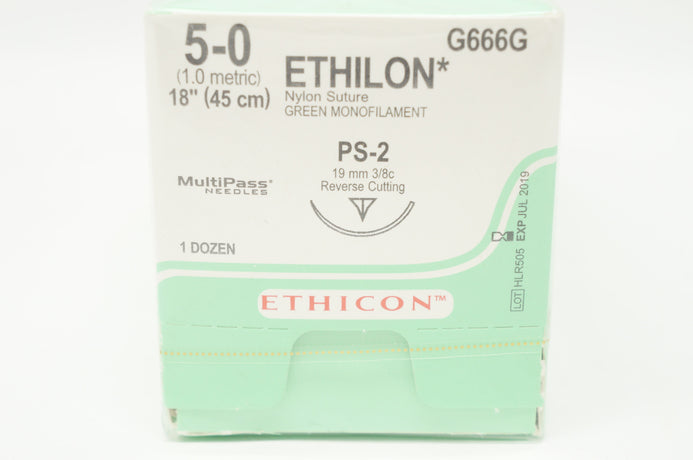 5-0
(1.0 metric)
18" (45 cm)
ETHILON*
Nylon Suture
GREEN MONOFILAMENT
G666G
PS-2
19 mm 3/8c
Reverse Cutting
MultiPass®
NEEDLES
1 DOZEN
EXP JUL 2019
LOT HLR505
ETHICON™